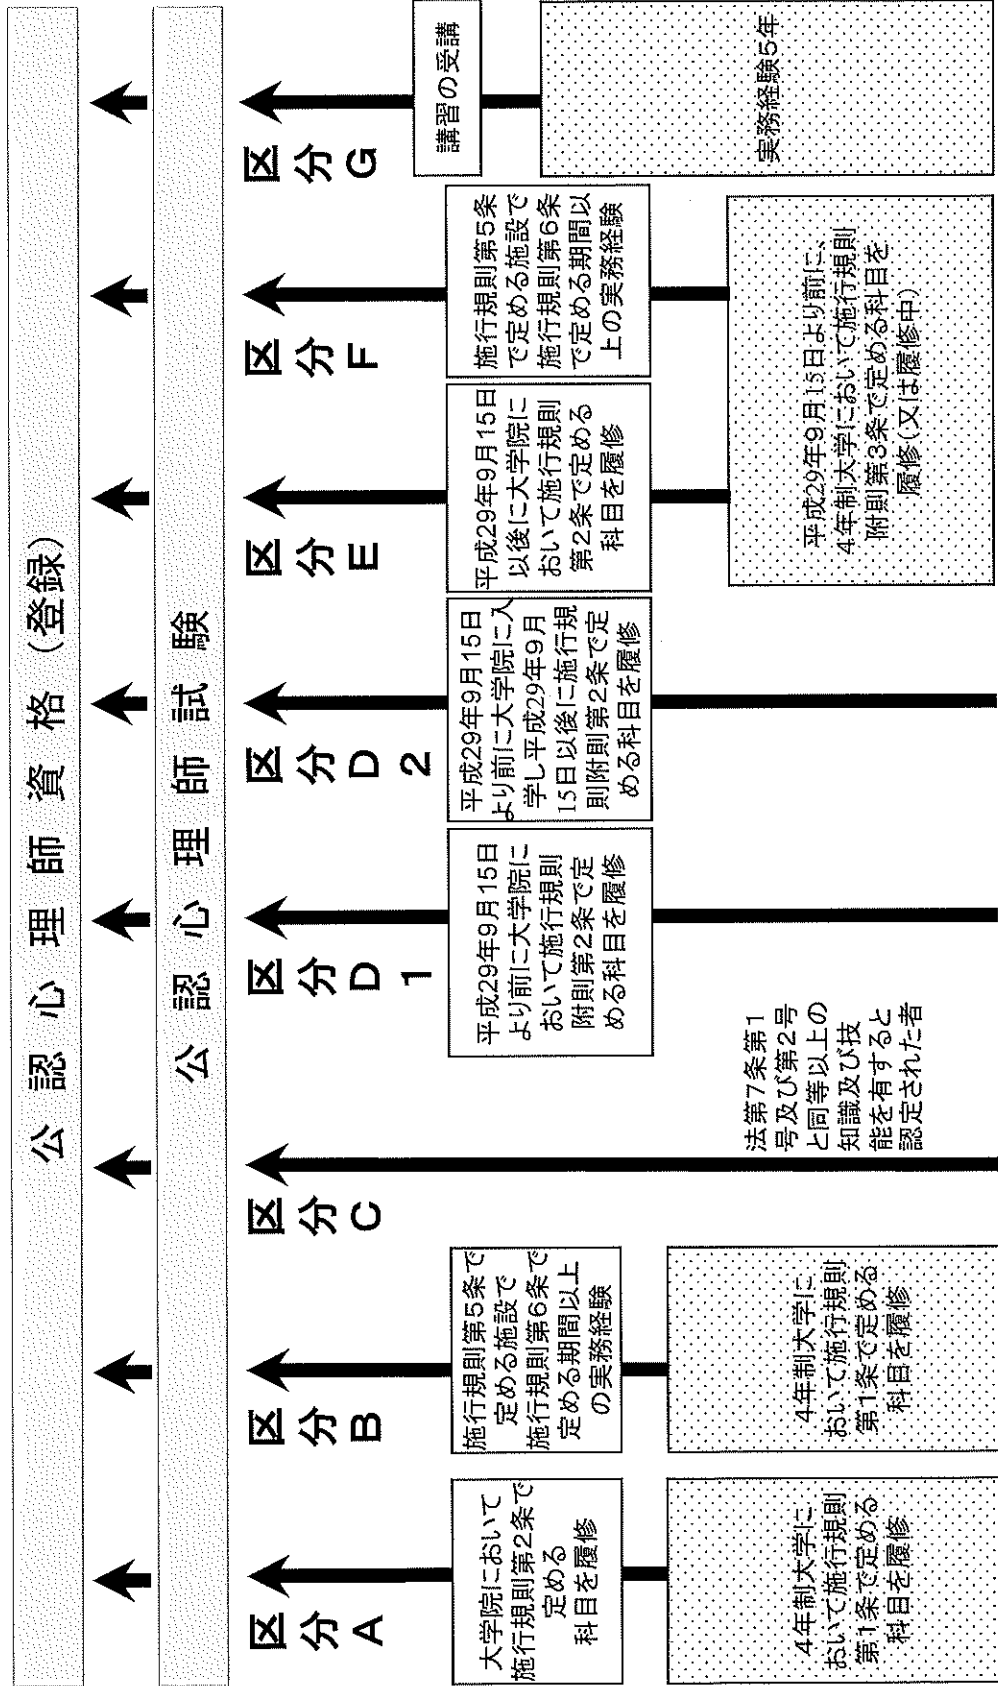 公認心理師資格（登録）
公認心理師試験
区分A
大学院において
施行規則第2条で
定める
科目を履修
4年制大学に
おいて施行規則
第1条で定める
科目を履修
区分B
施行規則第5条で
定める施設で
施行規則第6条で
定める期間以上
の実務経験
4年制大学に
おいて施行規則
第1条で定める
科目を履修
区分C
法第7条第1
号及び第2号
と同等以上の
知識及び技
能を有すると
認定された者
区分D1
平成29年9月15日
より前に大学院に
おいて施行規則
附則第2条で定
める科目を履修
区分D2
平成29年9月15日
より前に大学院に入
学し平成29年9月
15日以後に施行規
則附則第2条で定
める科目を履修
区分E
平成29年9月15日
以後に大学院に
おいて施行規則
第2条で定める
科目を履修
区分F
施行規則第5条
で定める施設で
施行規則第6条
で定める期間以
上の実務経験
平成29年9月15日より前に、
4年制大学において施行規則
附則第3条で定める科目を
履修(又は履修中)
区分G
講習の受講
実務経験5年